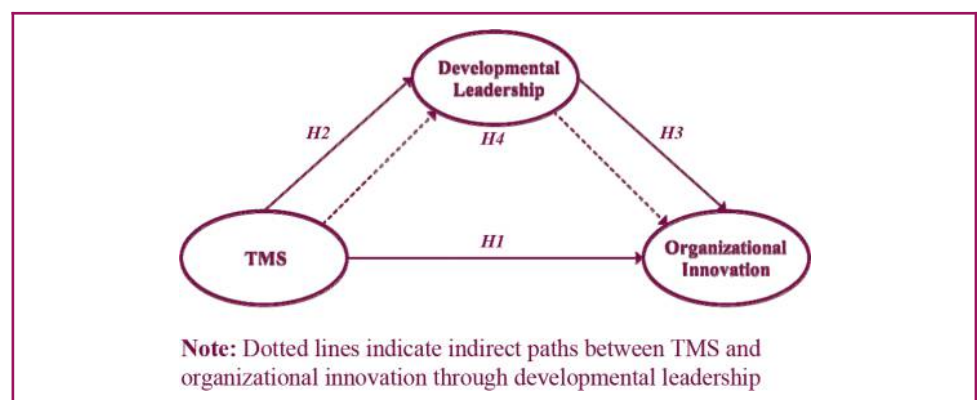 Developmental
Leadership
H2
H4
H3
TMS
H1
Organizational
Innovation
Note: Dotted lines indicate indirect paths between TMS and
organizational innovation through developmental leadership